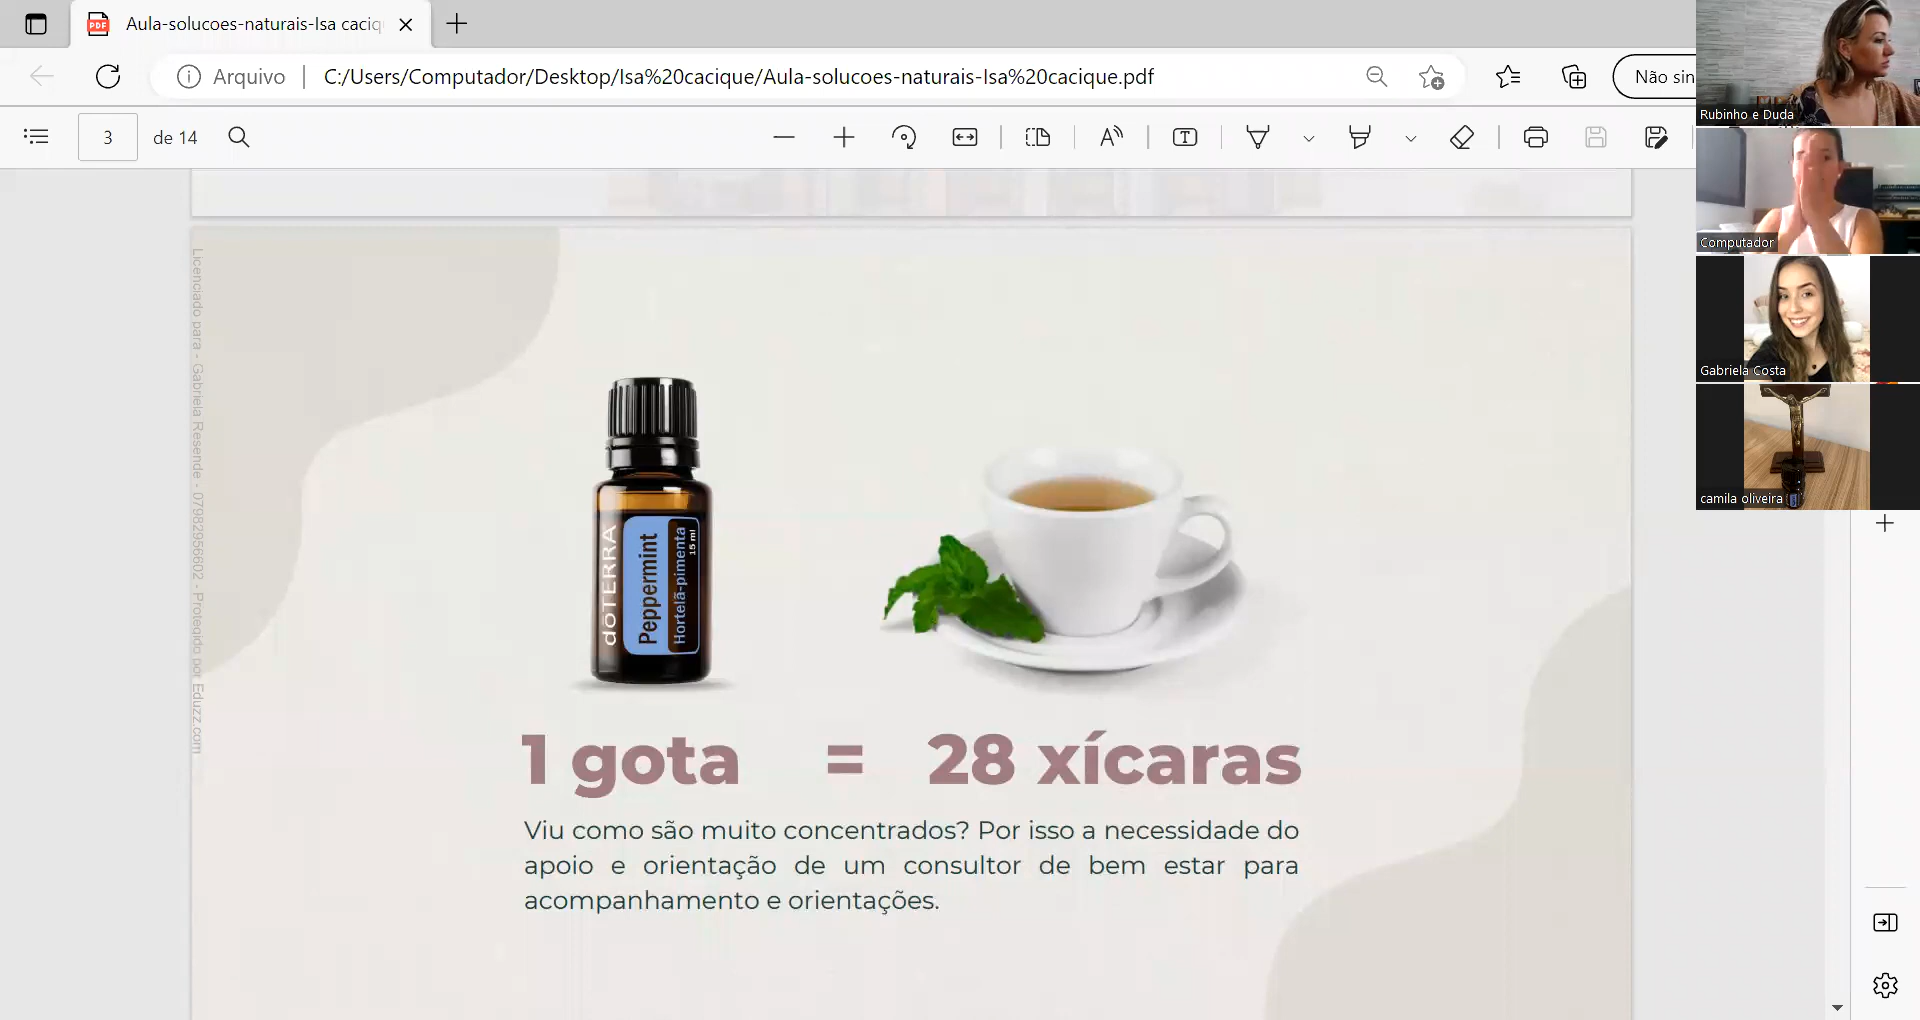 Aula-solucoes-naturais-Isa caciq
Arquivo
C:/Users/Computador/Desktop/Isa%20cacique/Aula-solucoes-naturais-Isa%20cacique.pdf
Não sin
3 de 14
Rubinho e Duda
Computador
Gabriela Costa
camila oliveira
Licenciado para - Gabriela Resende - 07982956602 - Protegido por Eduzz.com
dōTERRA
Peppermint
Hortelã-pimenta
15 ml
1 gota = 28 xícaras
Viu como são muito concentrados? Por isso a necessidade do
apoio e orientação de um consultor de bem estar para
acompanhamento e orientações.